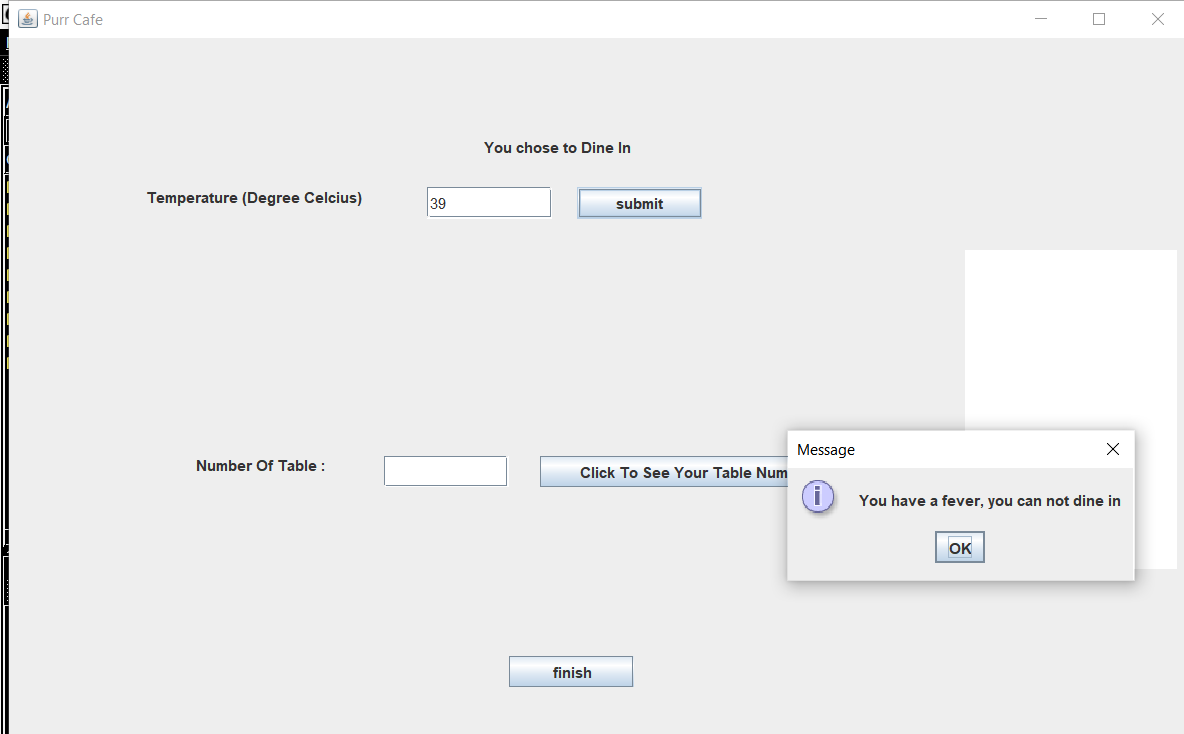 Purr Cafe
You chose to Dine In
Temperature (Degree Celcius)
39
submit
Number Of Table :
Click To See Your Table Num
Message
You have a fever, you can not dine in
OK
finish